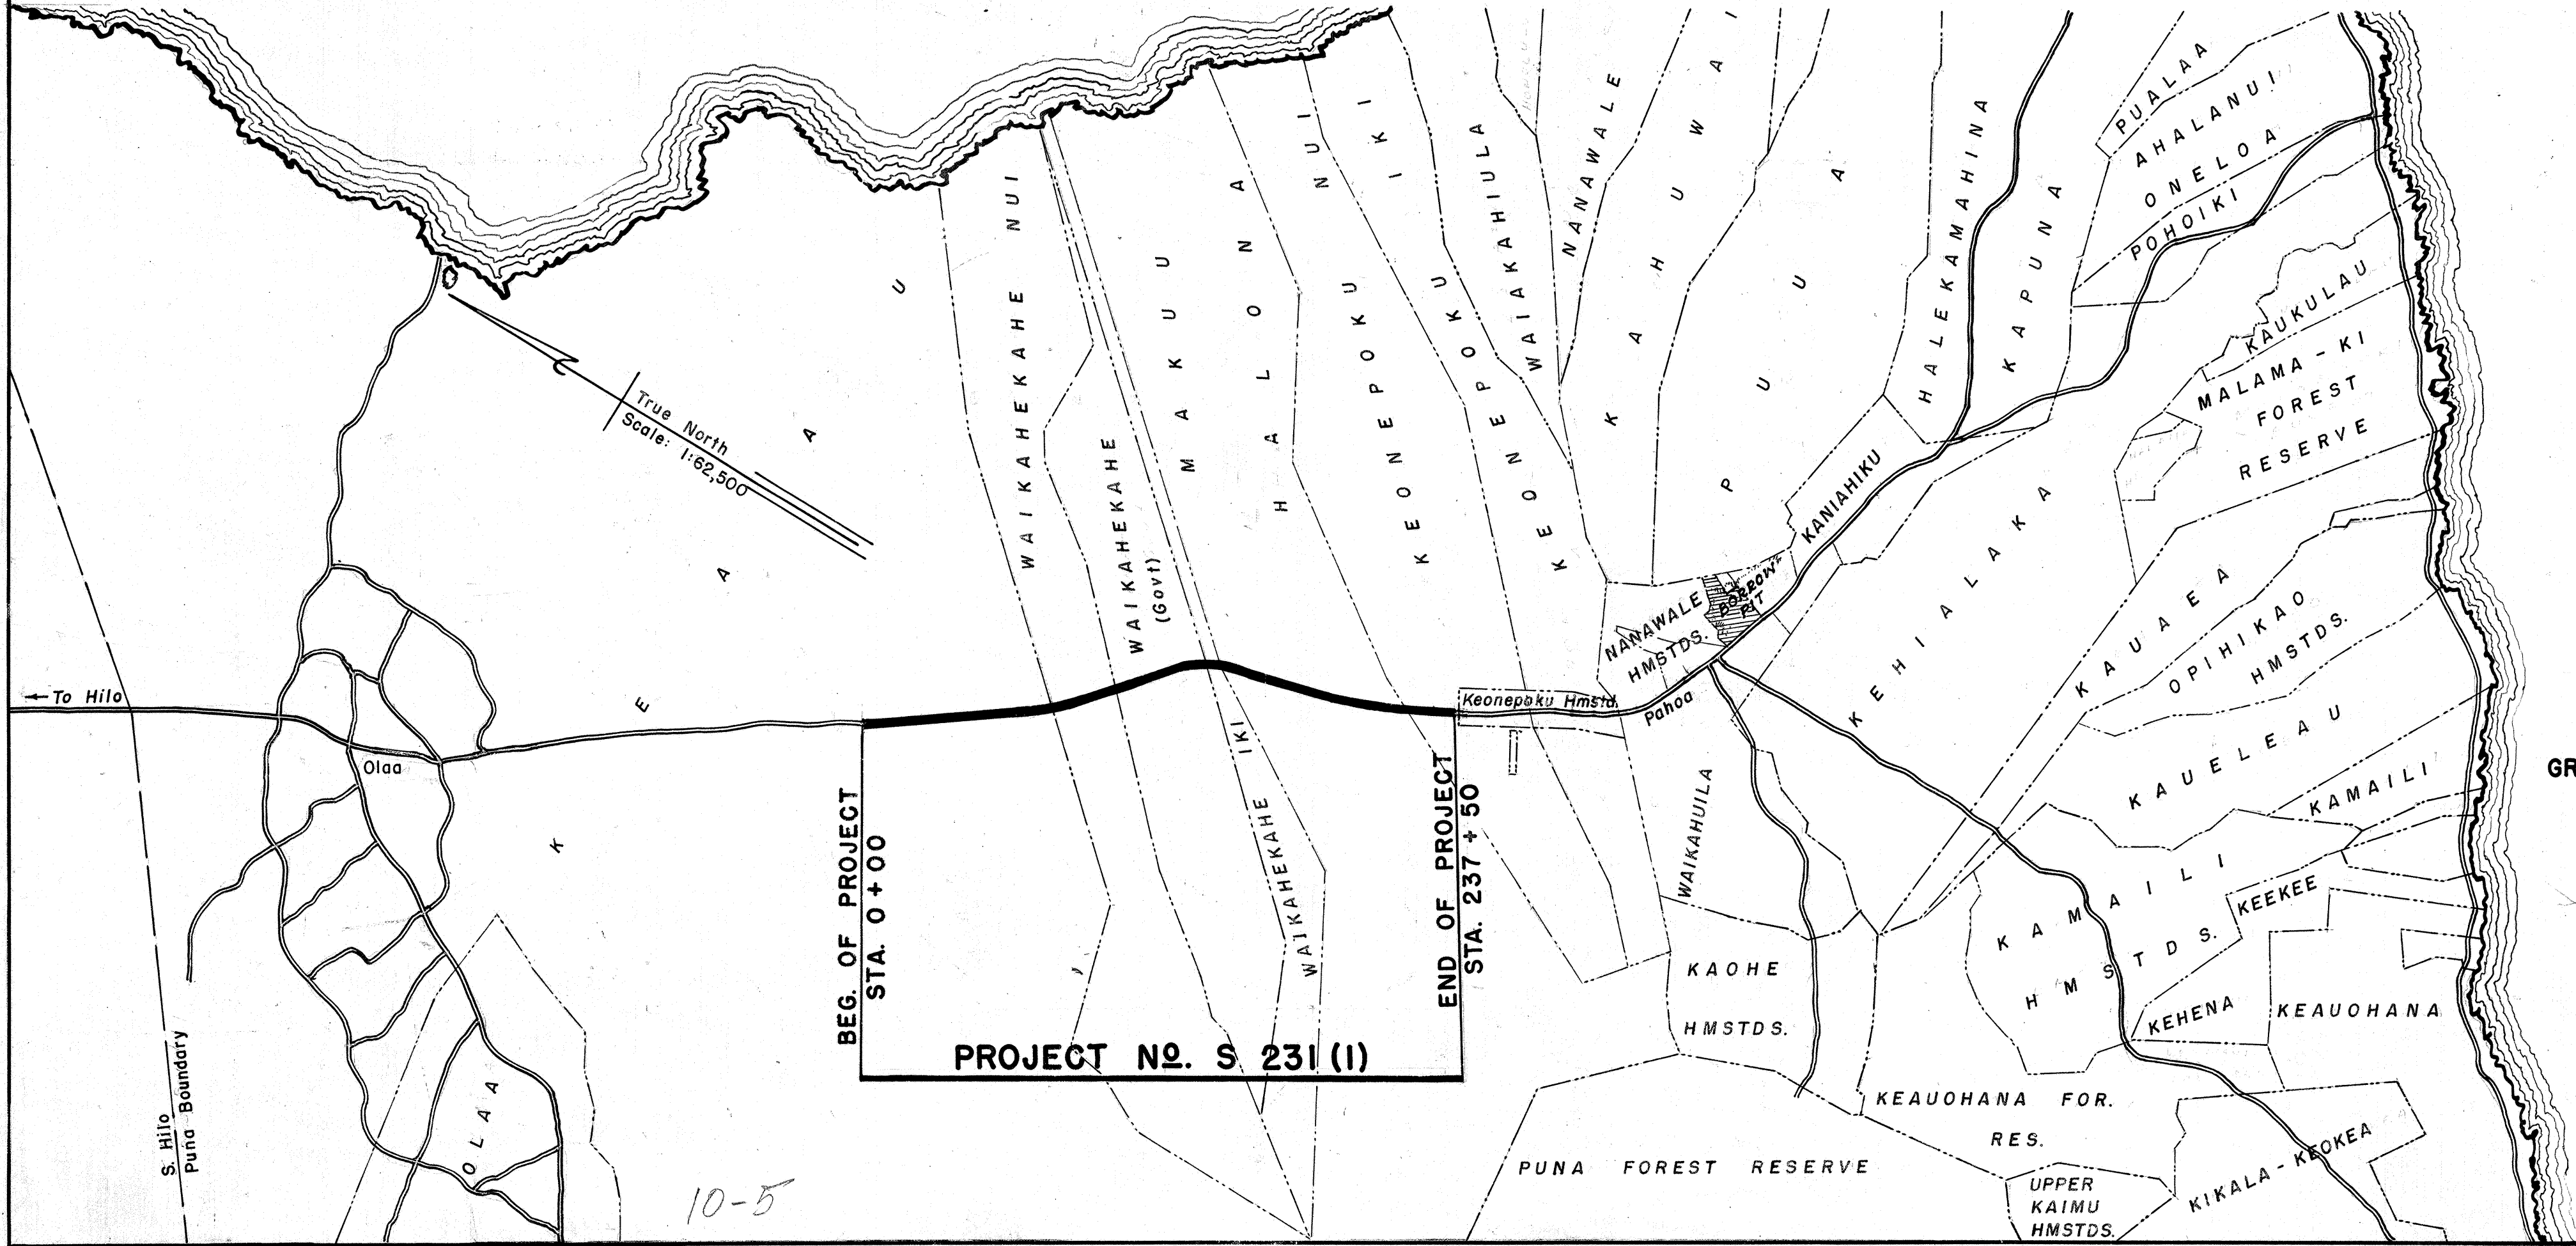 ← To Hilo
S. Hilo
Puna Boundary
Olaa
OLAA
True North
Scale: 1:62,500
KEAAU
WAIKAHEKAHE NUI
WAIKAHEKAHE
(Govt)
WAIKAHEKAHE IKI
MAKUU
HALONA
KEONEPOKU NUI
KEONEPOKU IKI
WAIAKAHIULA
NANAWALE
KAHUWAI
PUUA
HALEKAMAHINA
KAPUNA
PUALAA
AHALANUI
ONELOA
POHOIKI
KAUKULAU
MALAMA-KI
FOREST
RESERVE
KANIAHIKU
KEHIALAKA
KAUAEA
OPIHIKAO
HMSTDS.
KAUELEAU
KAMAILI
KAMAILI
HMSTDS.
KEEKEE
KEHENA
KEAUOHANA
KEAUOHANA FOR.
RES.
KIKALA-KEOKEA
UPPER
KAIMU
HMSTDS.
PUNA FOREST RESERVE
KAOHE
HMSTDS.
WAIKAHUILA
NANAWALE
HMSTDS.
BORROW
PIT
Pahoa
Keonepoku Hmstd.
BEG. OF PROJECT
STA. 0+00
END OF PROJECT
STA. 237+50
PROJECT No. S 231(1)
10-5
GR